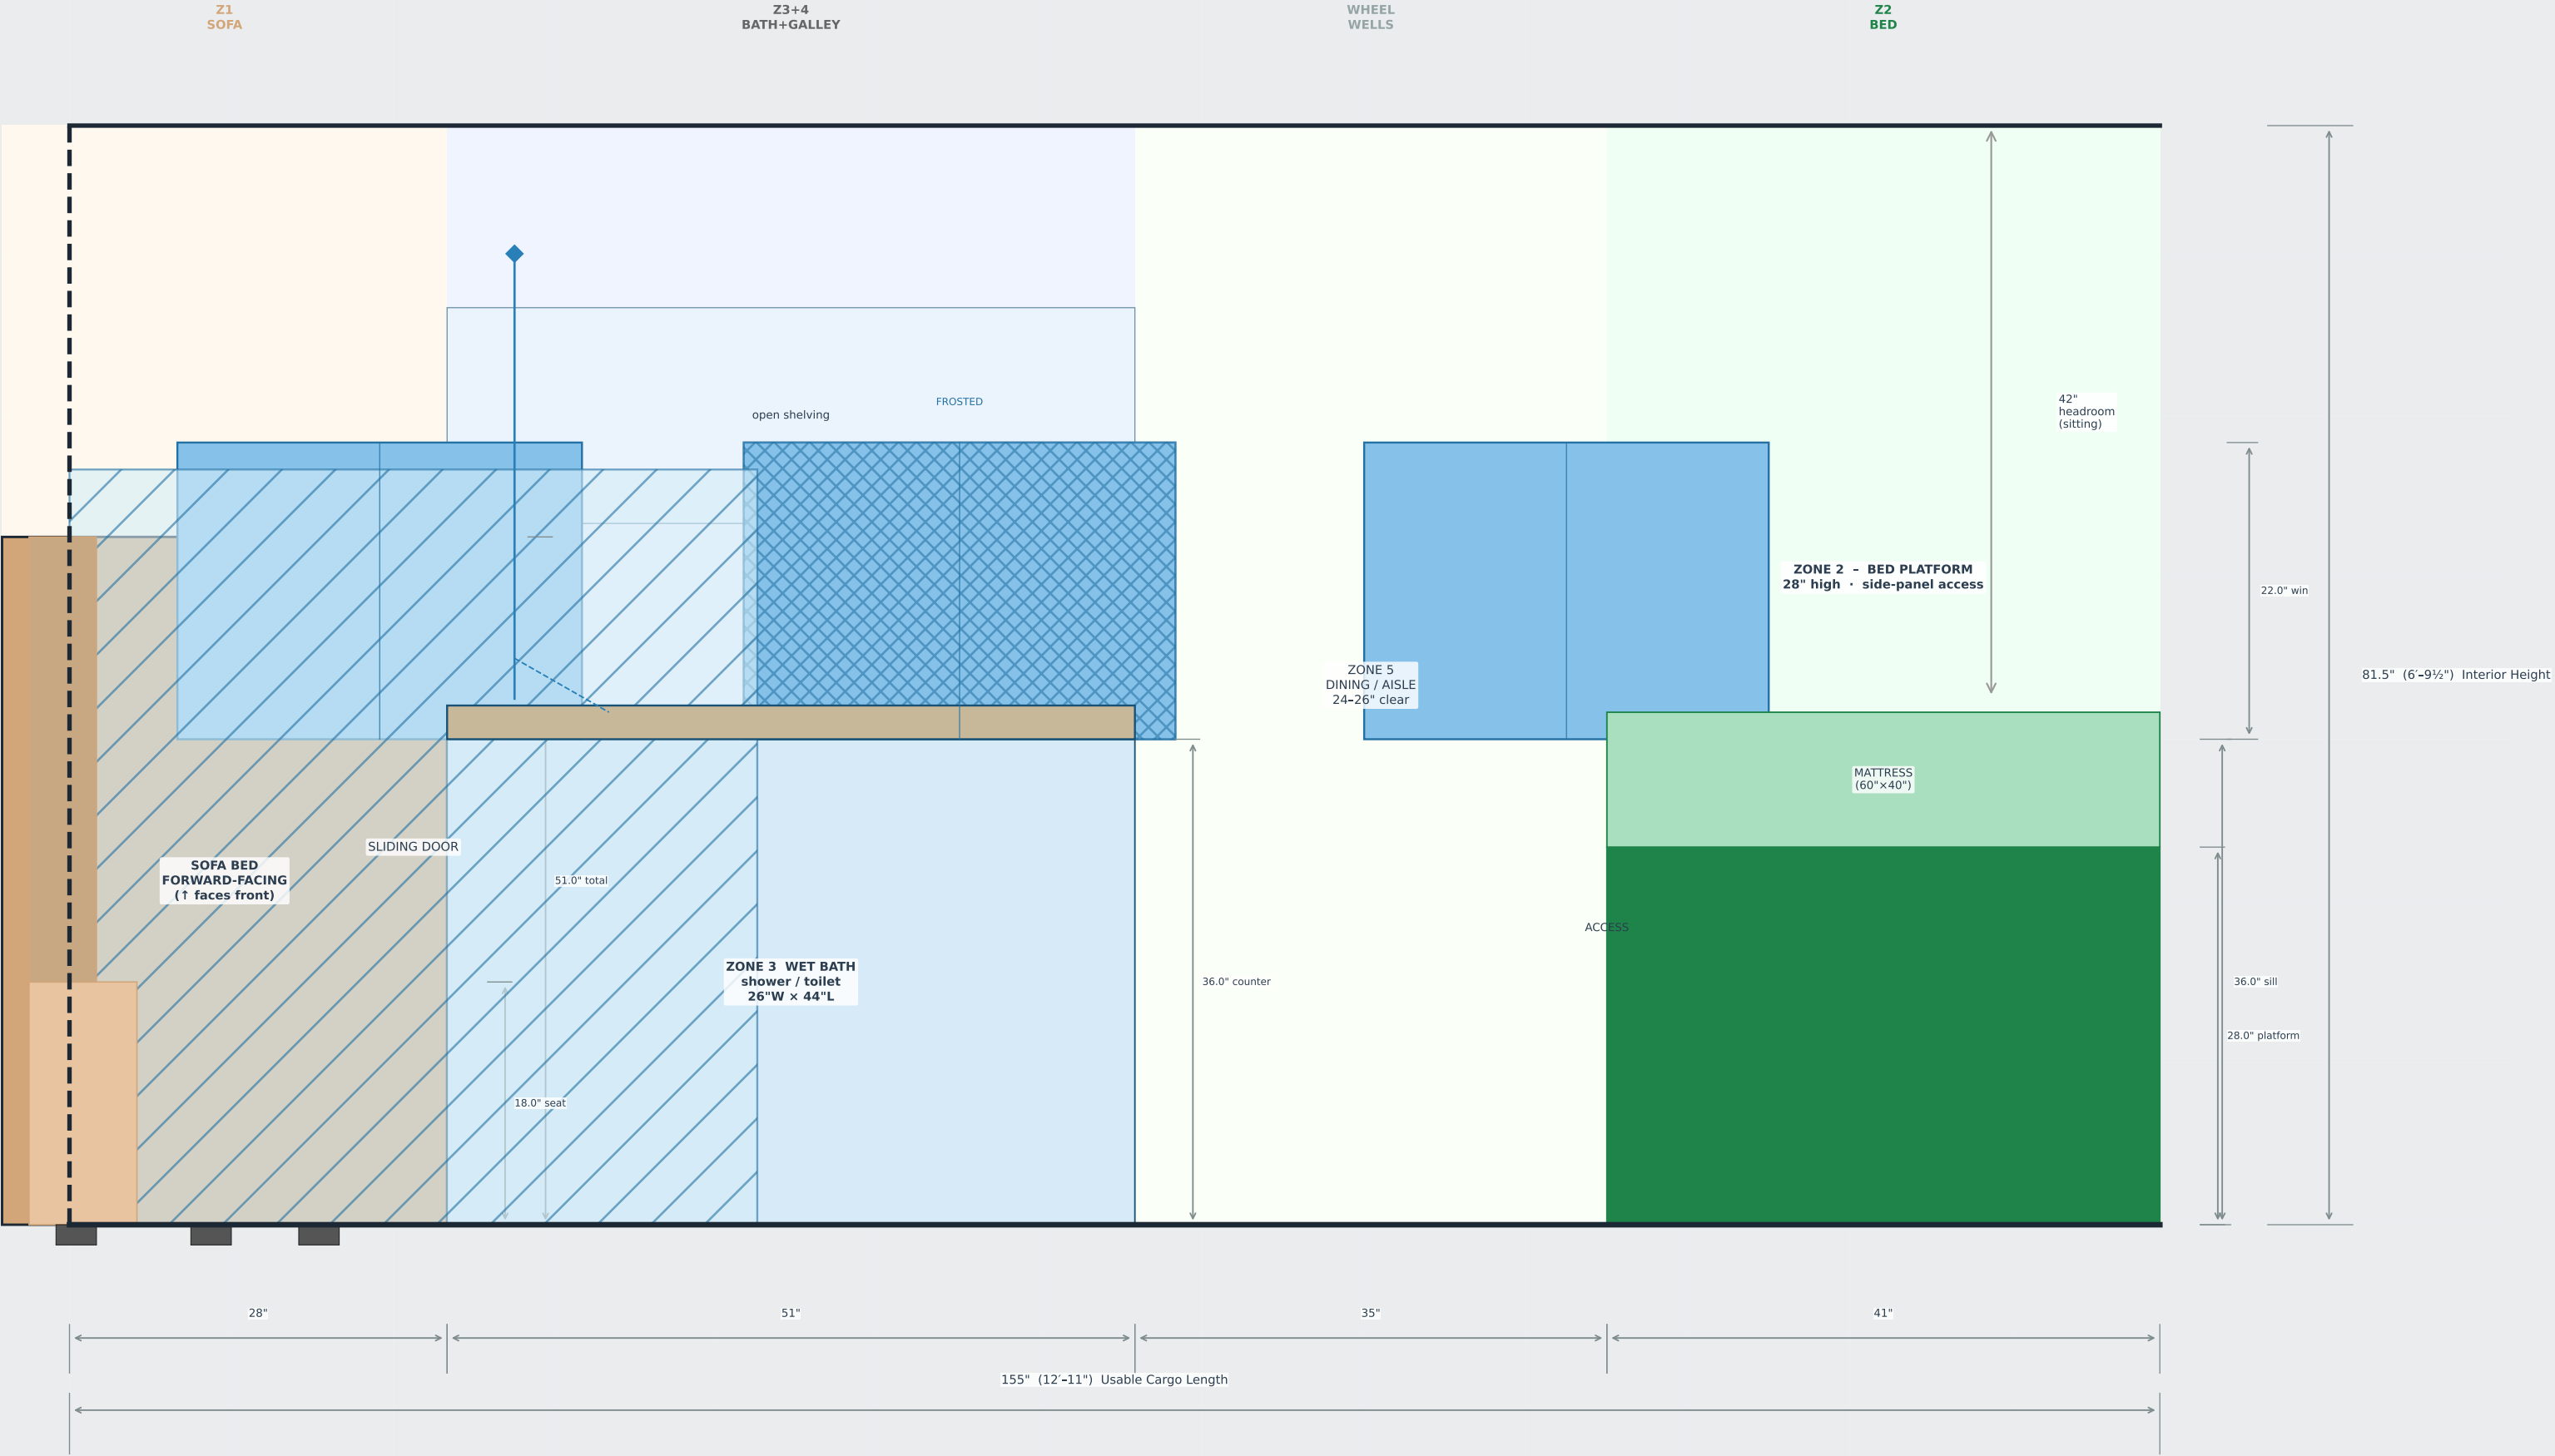 Z1
SOFA
Z3+4
BATH+GALLEY
WHEEL
WELLS
Z2
BED
FROSTED
open shelving
42"
headroom
(sitting)
ZONE 2 – BED PLATFORM
28" high · side-panel access
22.0" win
ZONE 5
DINING / AISLE
24–26" clear
81.5" (6′–9½") Interior Height
MATTRESS
(60"×40")
SLIDING DOOR
SOFA BED
FORWARD-FACING
(↑ faces front)
51.0" total
ACCESS
ZONE 3 WET BATH
shower / toilet
26"W × 44"L
36.0" counter
36.0" sill
28.0" platform
18.0" seat
28"
51"
35"
41"
155" (12′–11") Usable Cargo Length